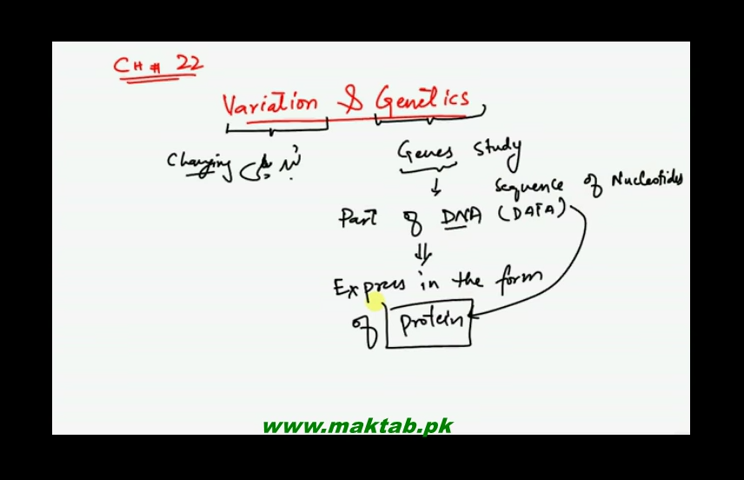 CH # 22
Variation & Genetics
Changing
Genes Study
Sequence of Nucleotides
Part of DNA (DATA)
Express in the form
of Protein
www.maktab.pk